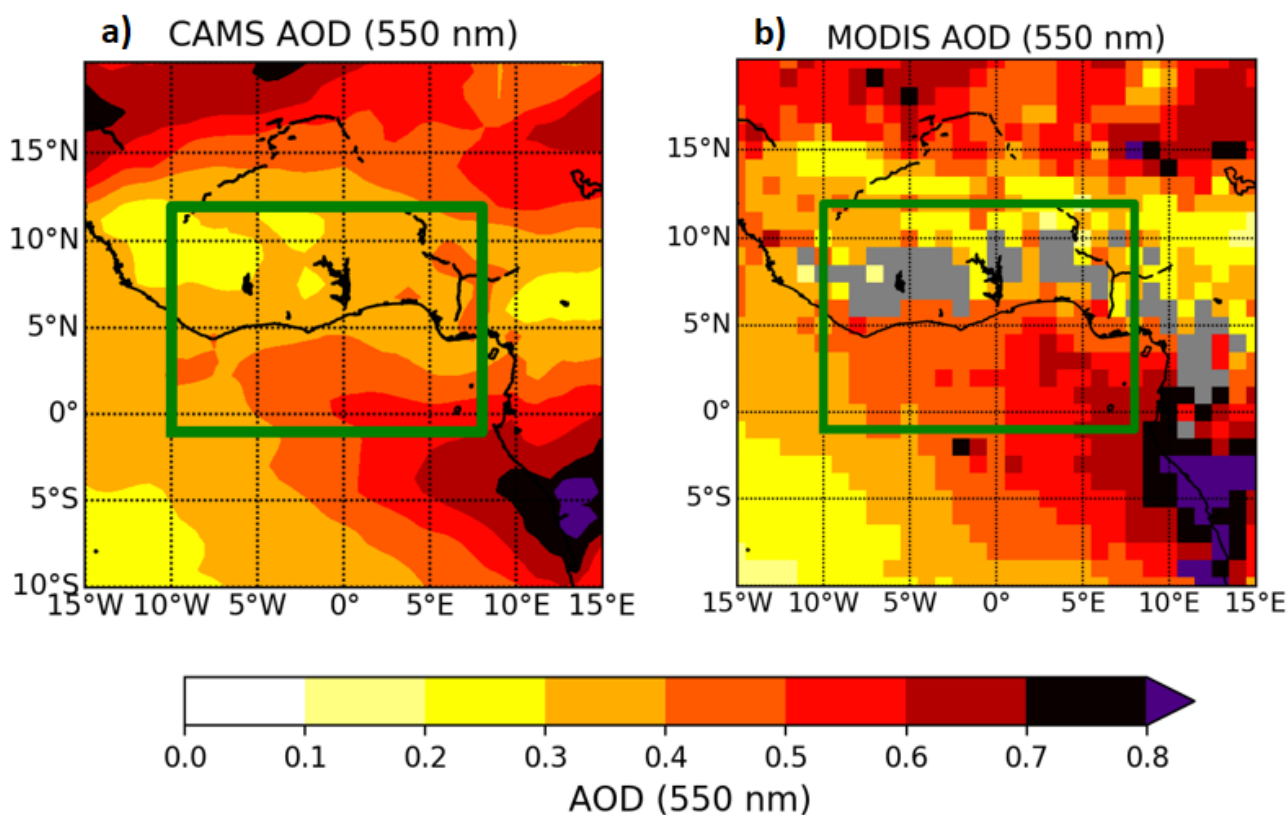 a) CAMS AOD (550 nm)
15°N
10°N
5°N
0°
5°S
10°S
15°W 10°W 5°W 0° 5°E 10°E 15°E
b) MODIS AOD (550 nm)
15°N
10°N
5°N
0°
5°S
15°W 10°W 5°W 0° 5°E 10°E 15°E
0.0 0.1 0.2 0.3 0.4 0.5 0.6 0.7 0.8
AOD (550 nm)